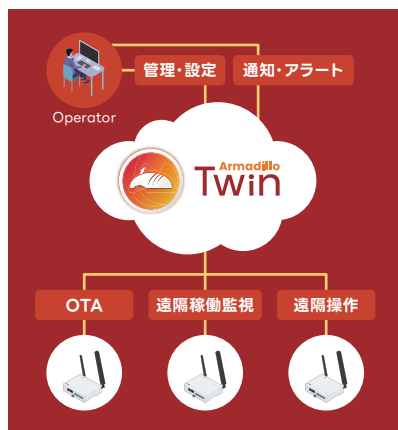 管理・設定
通知・アラート
Operator
Armadillo
Twin
OTA
遠隔稼働監視
遠隔操作